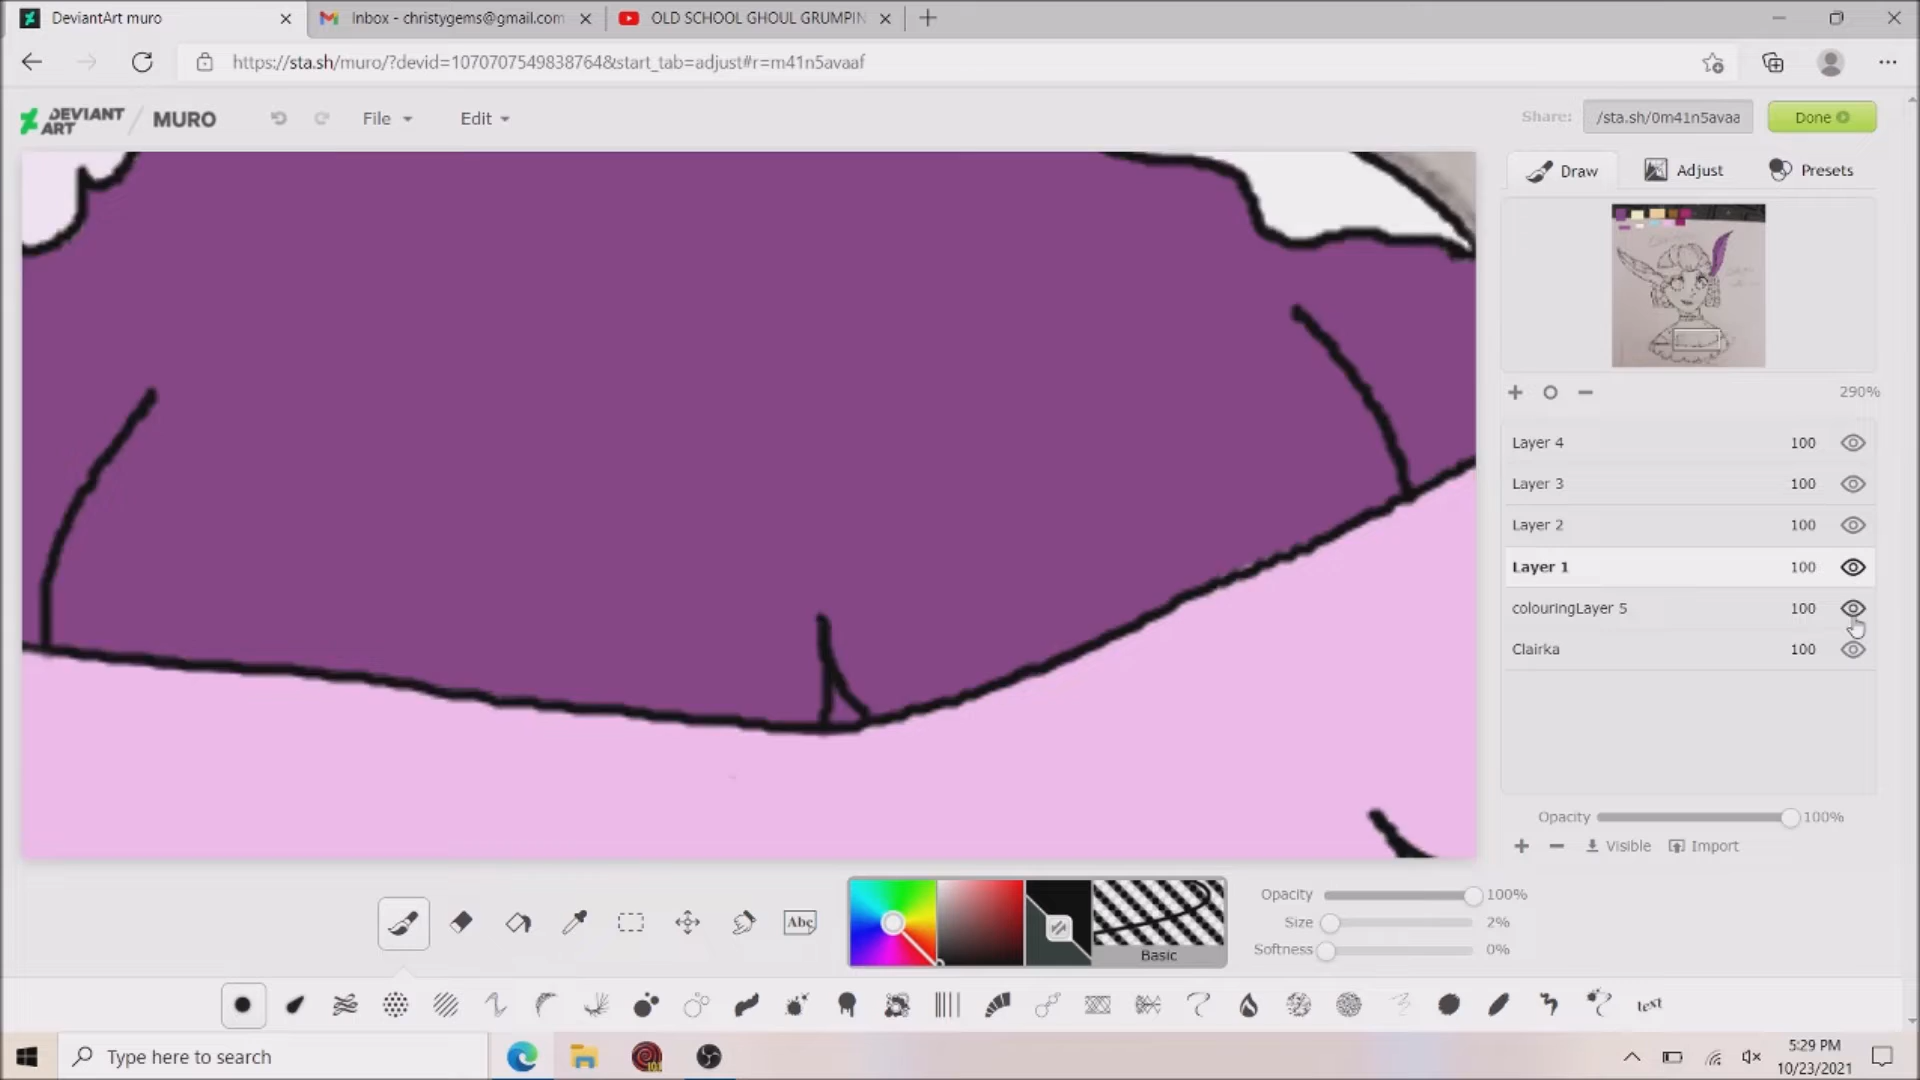 DeviantArt muro
Inbox - christygems@gmail.com
OLD SCHOOL GHOUL GRUMPIN
https://sta.sh/muro/?devid=1070707549838764&start_tab=adjust#r=m41n5avaaf
DEVIANT ART / MURO
File
Edit
Share: /sta.sh/0m41n5avaa
Done
Draw
Adjust
Presets
290%
Layer 4 100
Layer 3 100
Layer 2 100
Layer 1 100
colouringLayer 5 100
Clairka 100
Opacity 100%
Visible
Import
Abc
Basic
Opacity 100%
Size 2%
Softness 0%
text
Type here to search
101
5:29 PM
10/23/2021